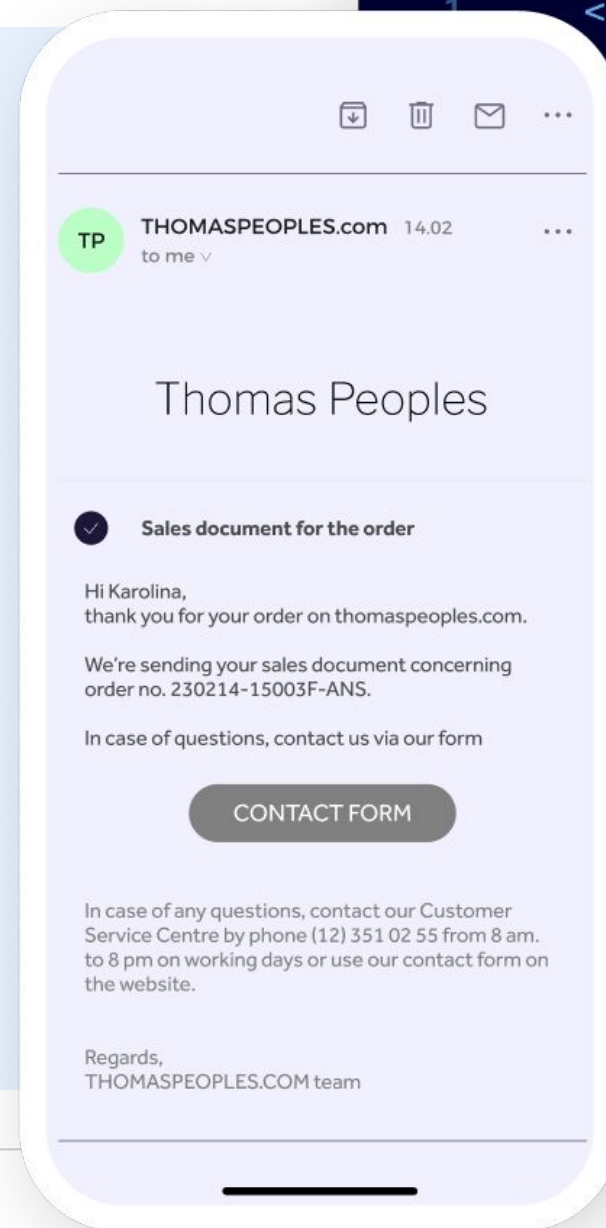 1 <
THOMASPEOPLES.com 14.02
TP
to me
Thomas Peoples
Sales document for the order
Hi Karolina,
thank you for your order on thomaspeoples.com.
We're sending your sales document concerning
order no. 230214-15003F-ANS.
In case of questions, contact us via our form
CONTACT FORM
In case of any questions, contact our Customer
Service Centre by phone (12) 351 02 55 from 8 am.
to 8 pm on working days or use our contact form on
the website.
Regards,
THOMASPEOPLES.COM team